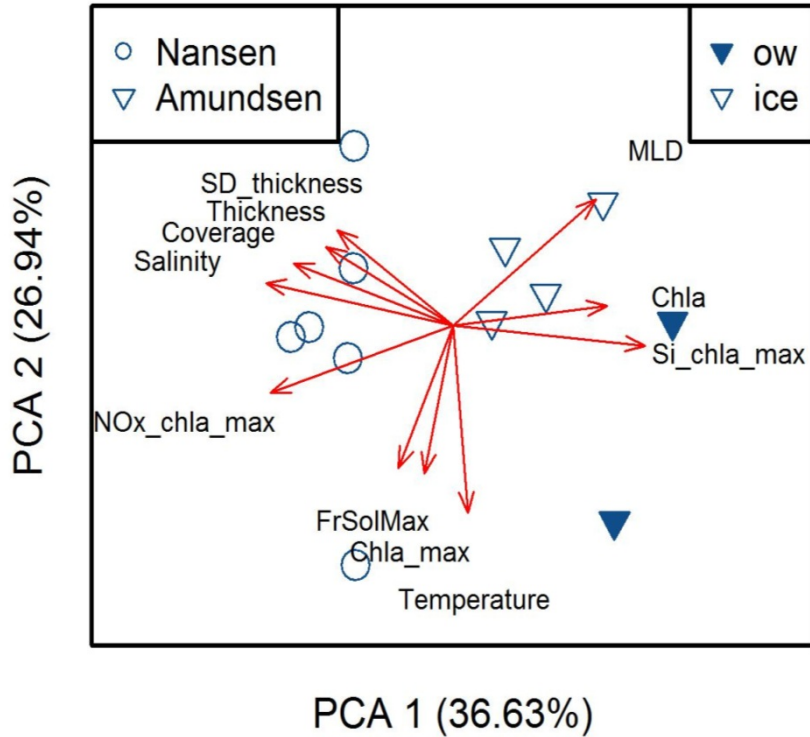 Nansen
Amundsen
ow
ice
MLD
SD_thickness
Thickness
Coverage
Salinity
Chla
Si_chla_max
NOx_chla_max
FrSolMax
Chla_max
Temperature
PCA 2 (26.94%)
PCA 1 (36.63%)